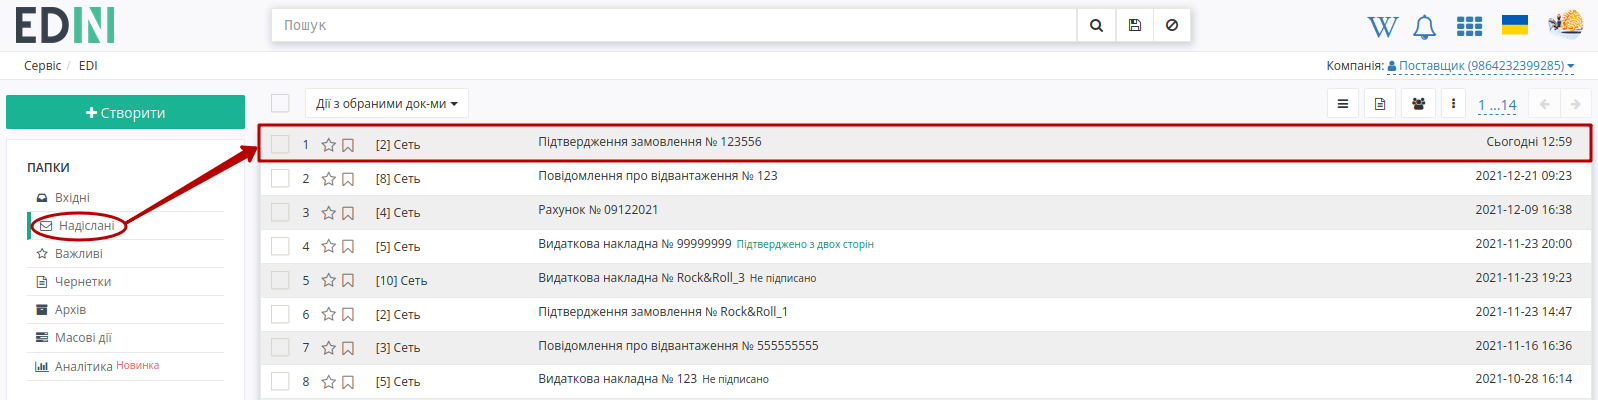 EDIN
Пошук
Сервіс / EDI
Компанія: Поставщик (9864232399285)
Створити
Дії з обраними док-ми
1 ...14
ПАПКИ
Вхідні
Надіслані
Важливі
Чернетки
Архів
Масові дії
Аналітика Новинка
1 [2] Сеть Підтвердження замовлення № 123556 Сьогодні 12:59
2 [8] Сеть Повідомлення про відвантаження № 123 2021-12-21 09:23
3 [4] Сеть Рахунок № 09122021 2021-12-09 16:38
4 [5] Сеть Видаткова накладна № 99999999 Підтверджено з двох сторін 2021-11-23 20:00
5 [10] Сеть Видаткова накладна № Rock&Roll_3 Не підписано 2021-11-23 19:23
6 [2] Сеть Підтвердження замовлення № Rock&Roll_1 2021-11-23 14:47
7 [3] Сеть Повідомлення про відвантаження № 555555555 2021-11-16 16:36
8 [5] Сеть Видаткова накладна № 123 Не підписано 2021-10-28 16:14